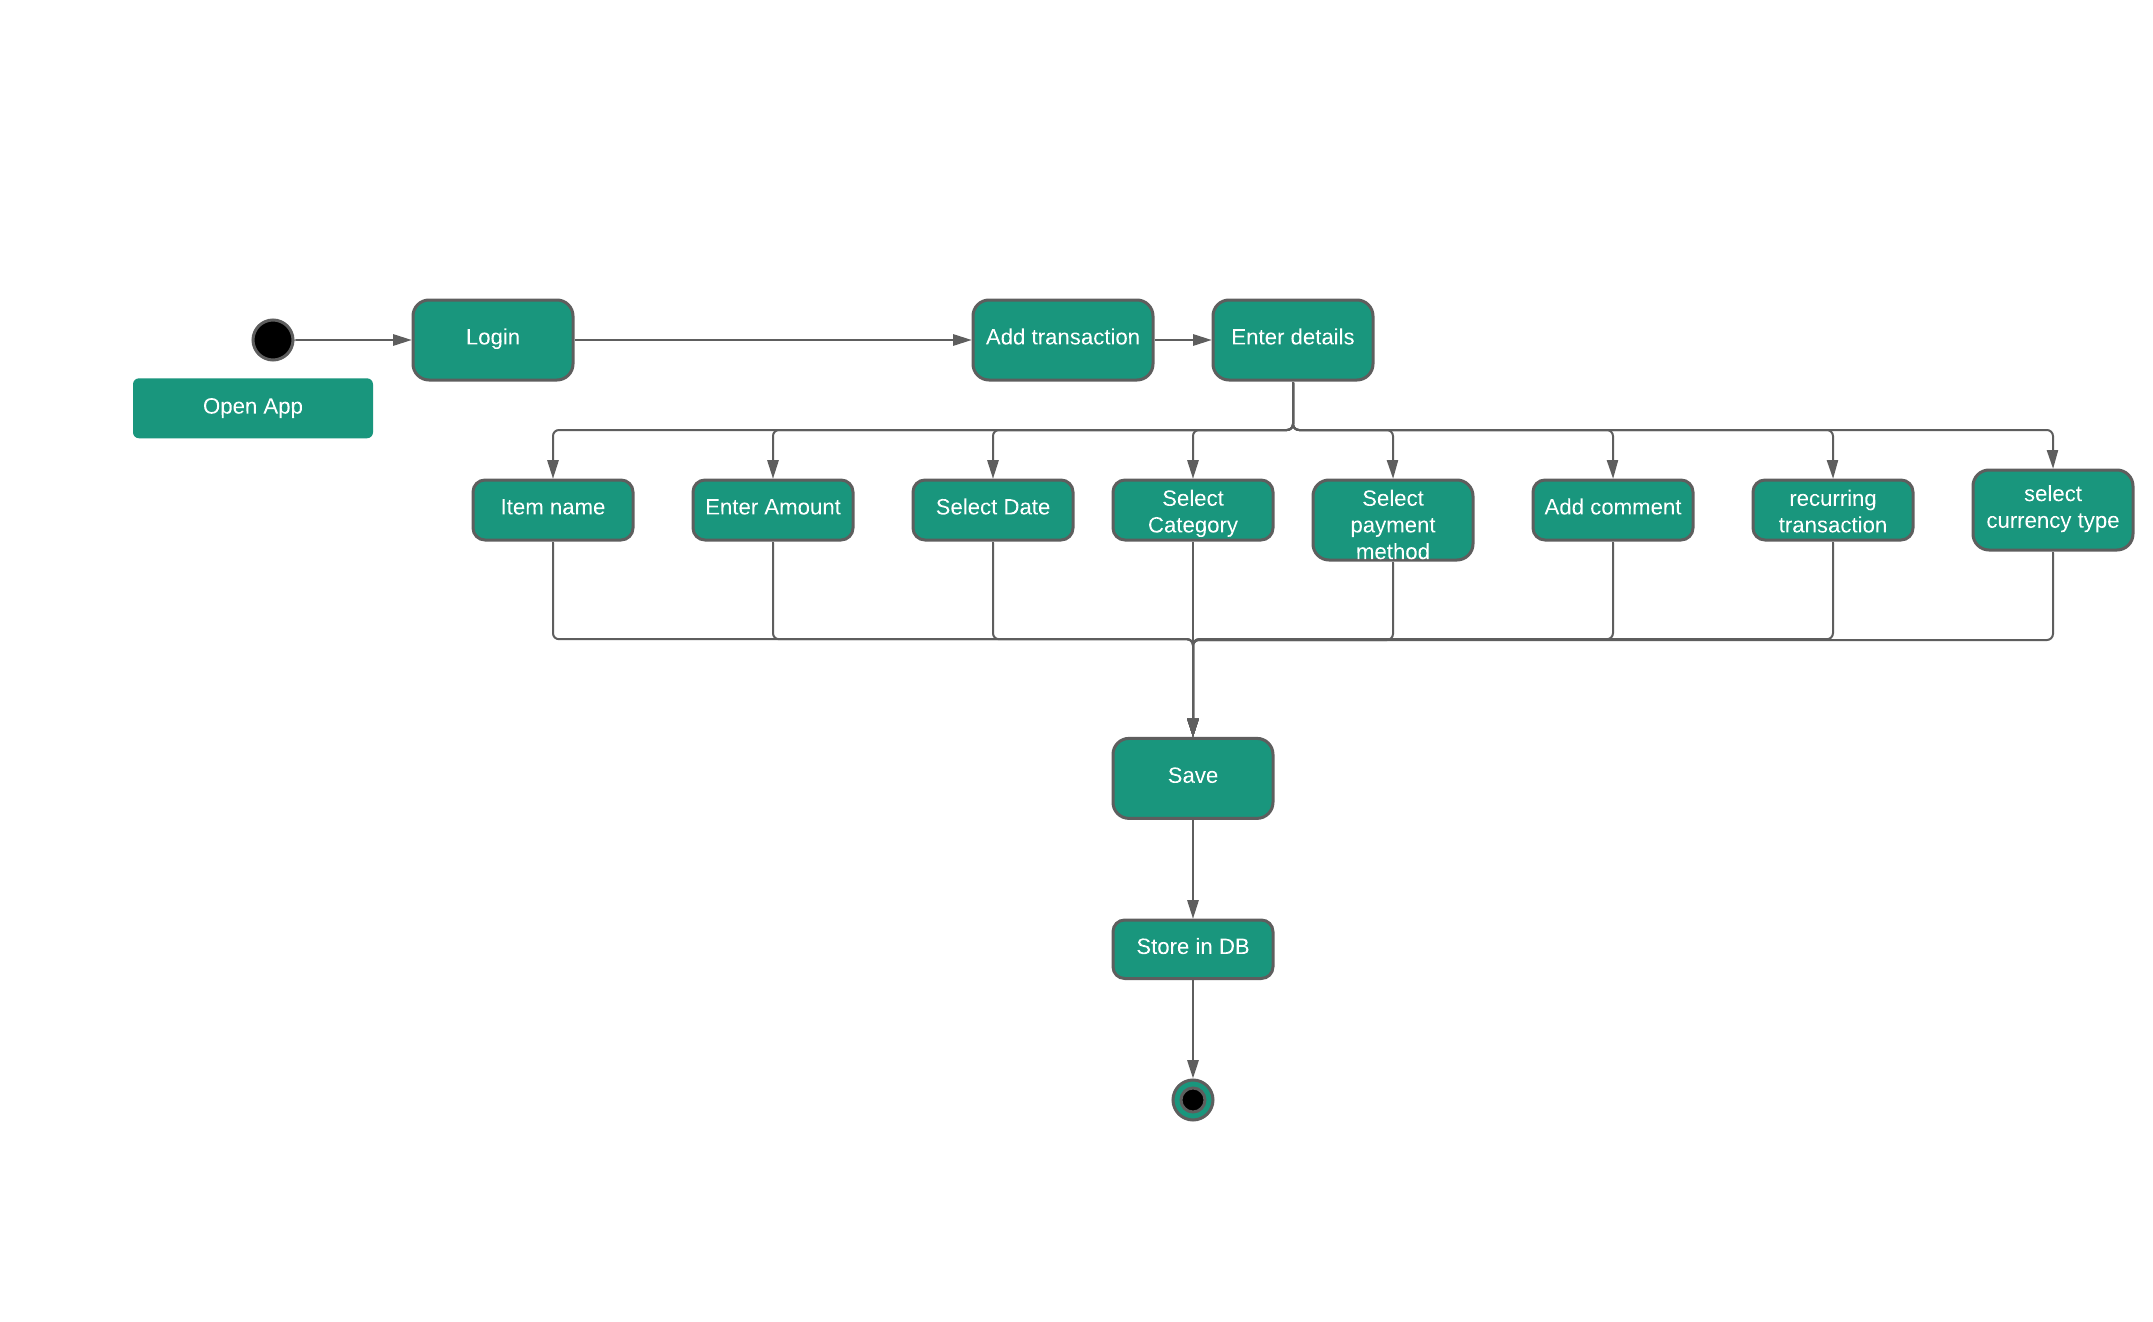 Login
Add transaction
Enter details
Open App
Item name
Enter Amount
Select Date
Select
Category
Select
payment
method
Add comment
recurring
transaction
select
currency type
Save
Store in DB